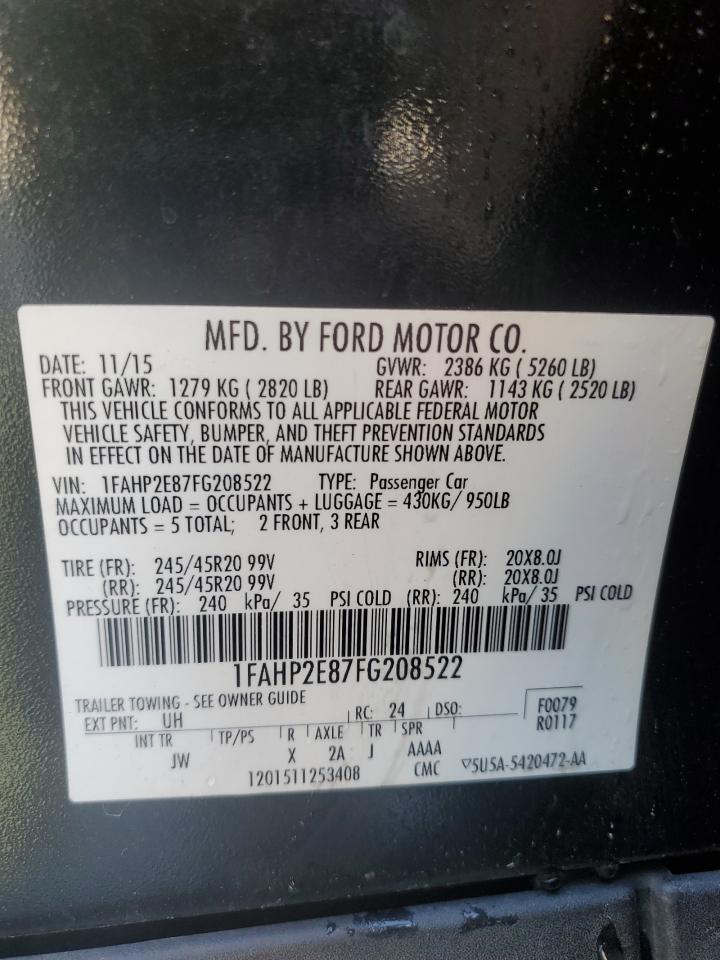 MFD. BY FORD MOTOR CO.
DATE: 11/15 GVWR: 2386 KG ( 5260 LB)
FRONT GAWR: 1279 KG ( 2820 LB) REAR GAWR: 1143 KG ( 2520 LB)
THIS VEHICLE CONFORMS TO ALL APPLICABLE FEDERAL MOTOR
VEHICLE SAFETY, BUMPER, AND THEFT PREVENTION STANDARDS
IN EFFECT ON THE DATE OF MANUFACTURE SHOWN ABOVE.
VIN: 1FAHP2E87FG208522 TYPE: Passenger Car
MAXIMUM LOAD = OCCUPANTS + LUGGAGE = 430KG/ 950LB
OCCUPANTS = 5 TOTAL; 2 FRONT, 3 REAR
TIRE (FR): 245/45R20 99V RIMS (FR): 20X8.0J
(RR): 245/45R20 99V (RR): 20X8.0J
PRESSURE (FR): 240 kPa/ 35 PSI COLD (RR): 240 kPa/ 35 PSI COLD
1FAHP2E87FG208522
TRAILER TOWING - SEE OWNER GUIDE
EXT PNT: UH RC: 24 DSO: F0079
R0117
INT TR TP/PS R AXLE TR SPR
JW X 2A J AAAA
1201511253408 CMC ▽5U5A-5420472-AA